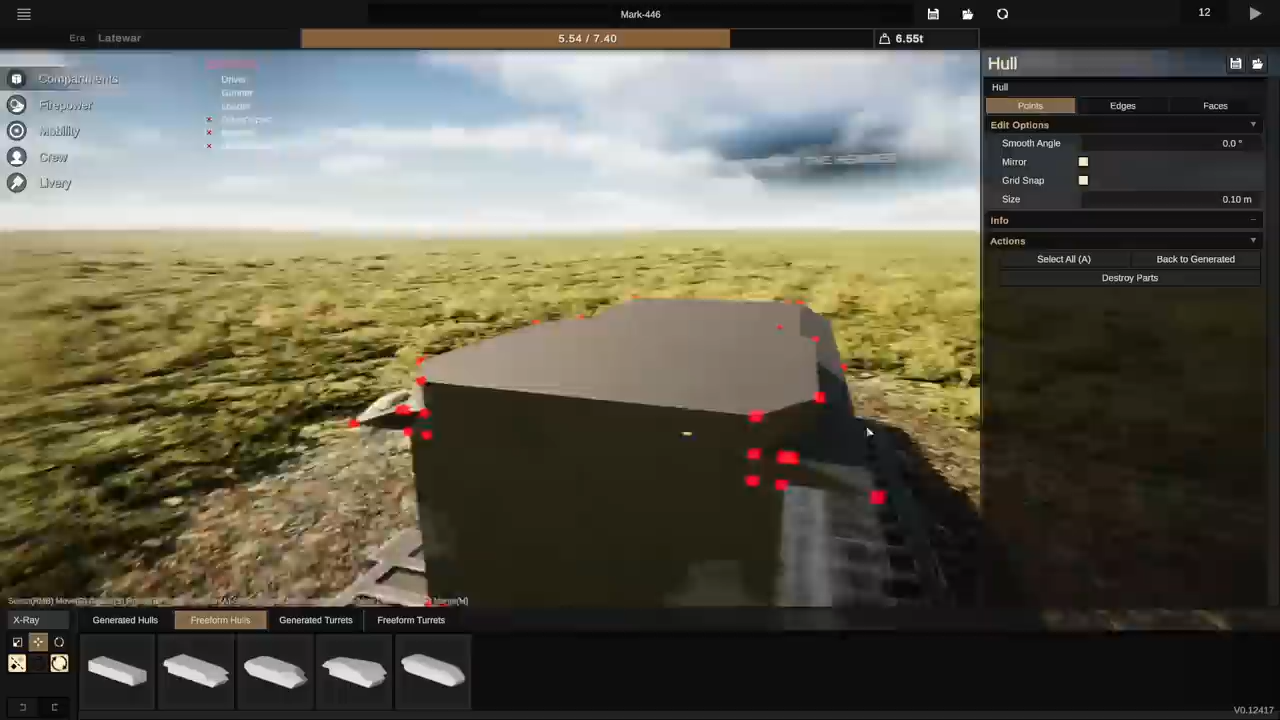 Mark-446
12
Era Latewar
5.54 / 7.40
6.55t
Compartments
Firepower
Mobility
Crew
Livery
Driver
Gunner
Loader
Hull
Hull
Points Edges Faces
Edit Options
Smooth Angle 0.0 °
Mirror
Grid Snap
Size 0.10 m
Info
Actions
Select All (A) Back to Generated
Destroy Parts
X-Ray
Generated Hulls Freeform Hulls Generated Turrets Freeform Turrets
V0.12417